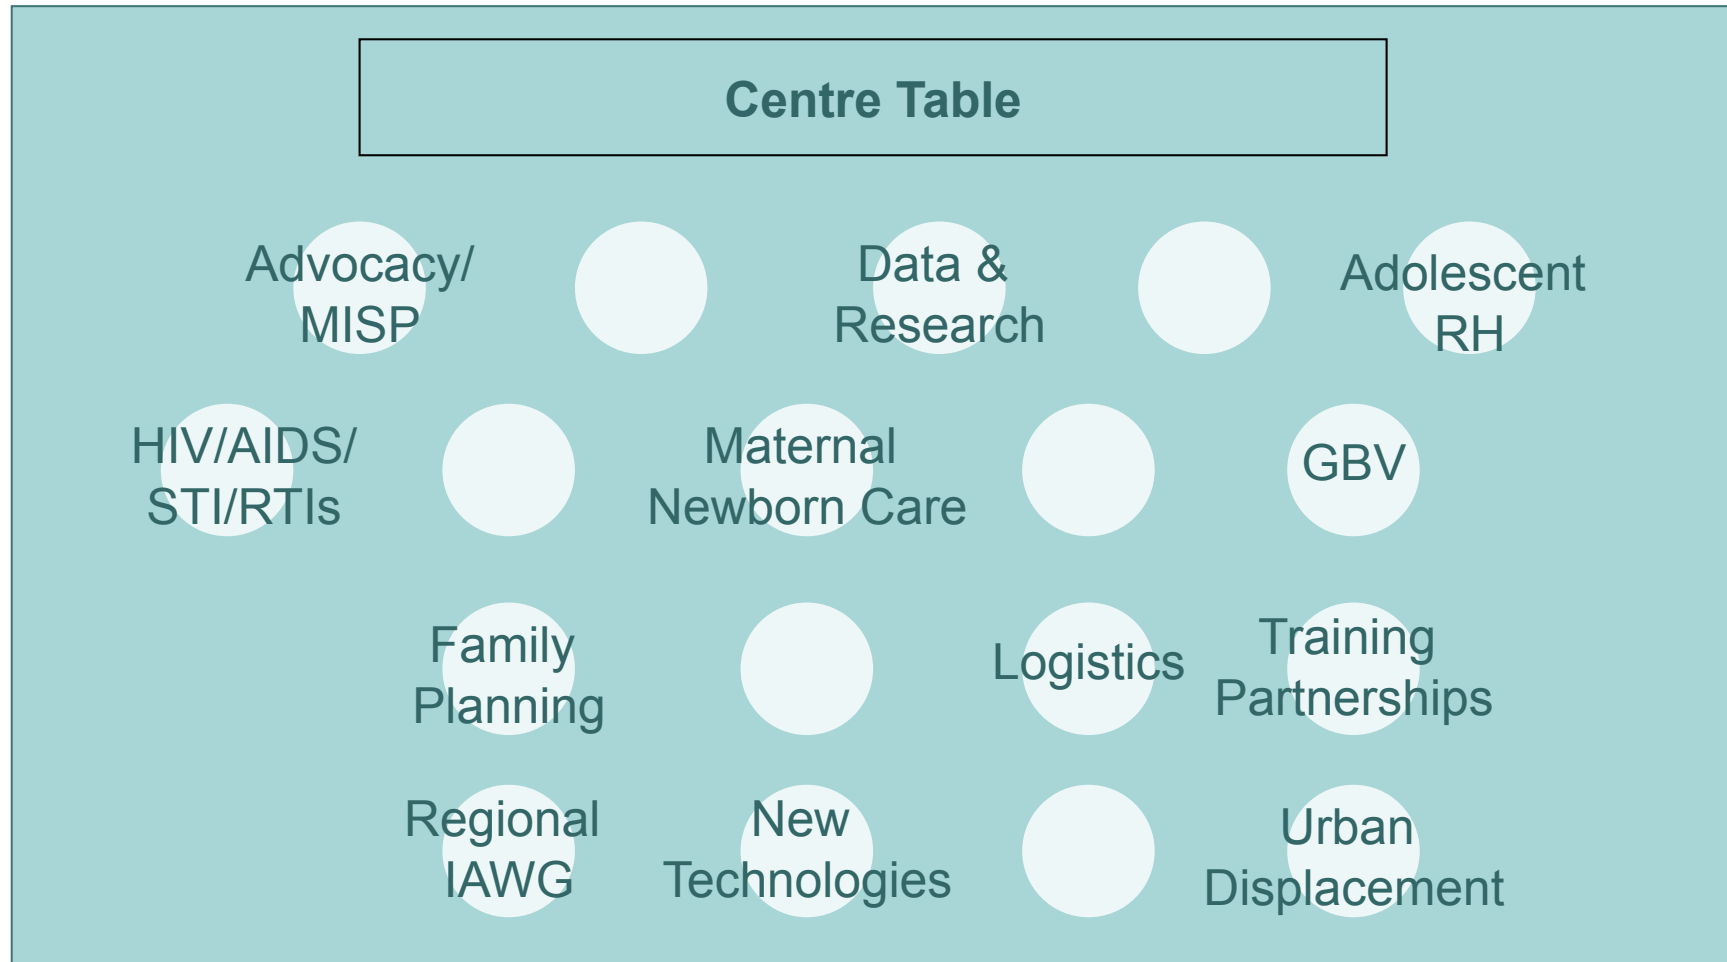 Centre Table
Advocacy/
MISP
Data &
Research
Adolescent
RH
HIV/AIDS/
STI/RTIs
Maternal
Newborn Care
GBV
Family
Planning
Logistics
Training
Partnerships
Regional
IAWG
New
Technologies
Urban
Displacement